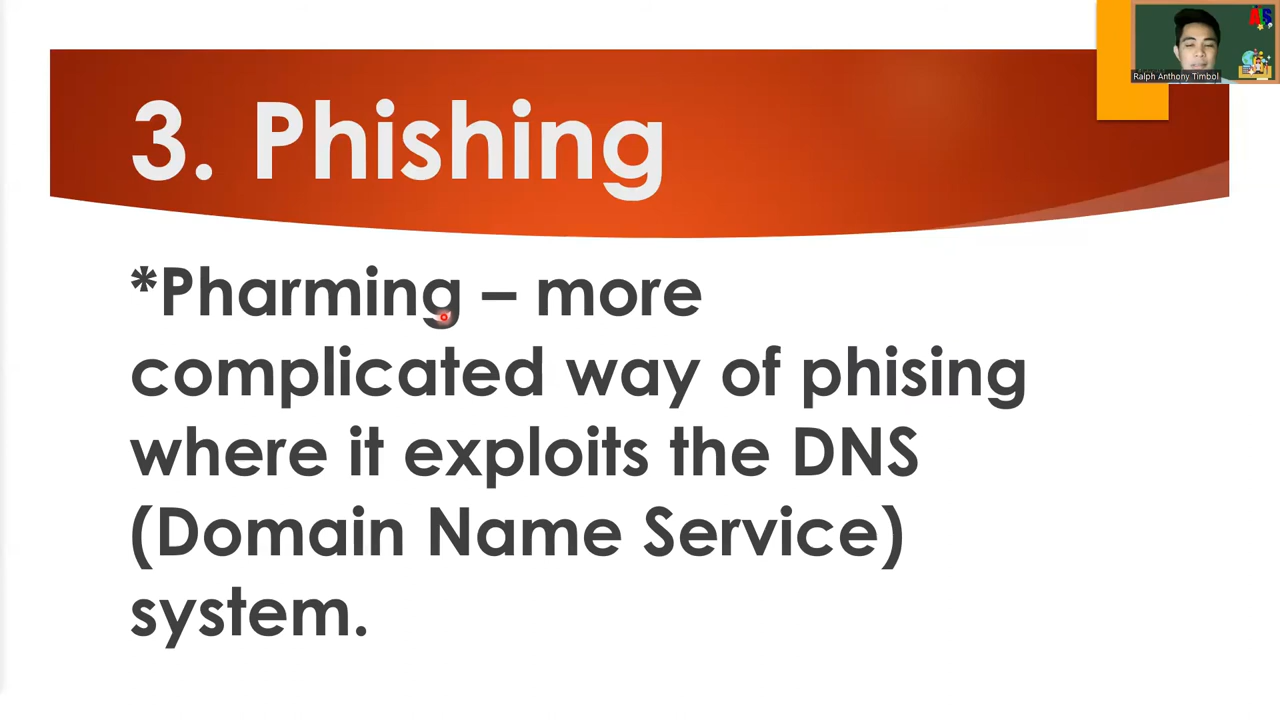 3. Phishing
*Pharming – more
complicated way of phising
where it exploits the DNS
(Domain Name Service)
system.
Ralph Anthony Timbol